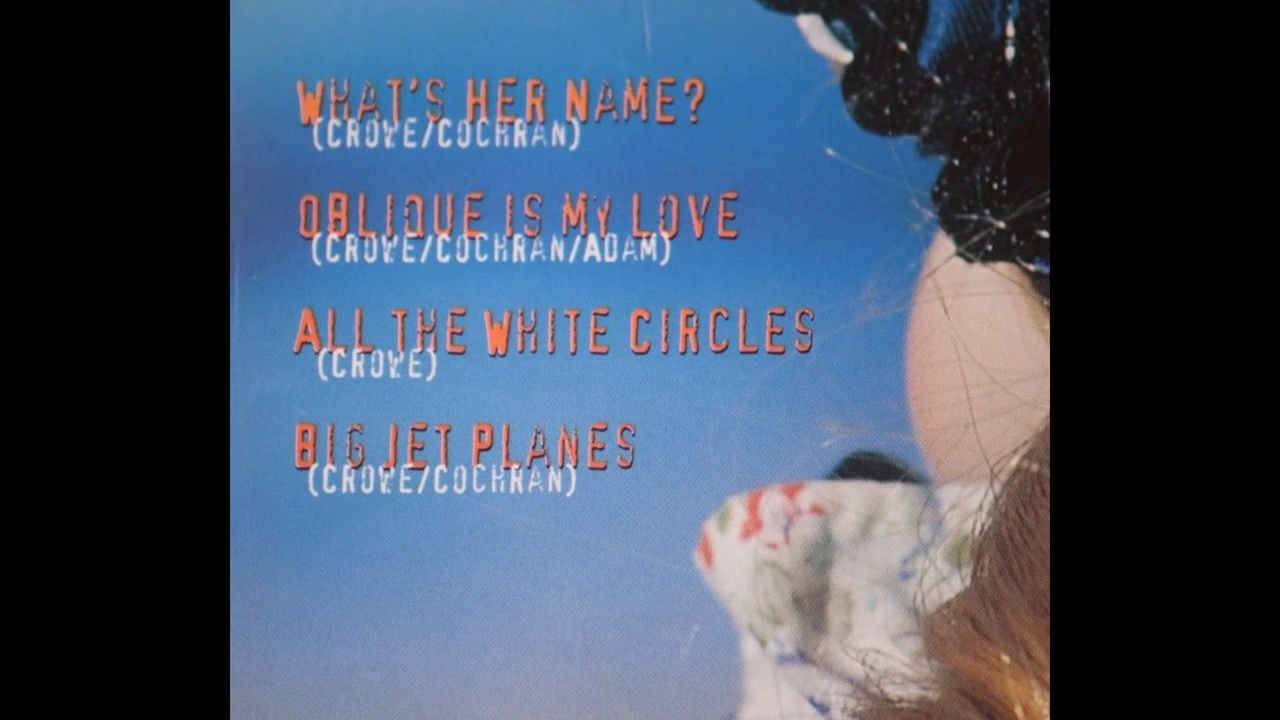 WHAT'S HER NAME?
(CROWE/COCHRAN)
OBLIQUE IS MY LOVE
(CROWE/COCHRAN/ADAM)
ALL THE WHITE CIRCLES
(CROWE)
BIG JET PLANES
(CROWE/COCHRAN)